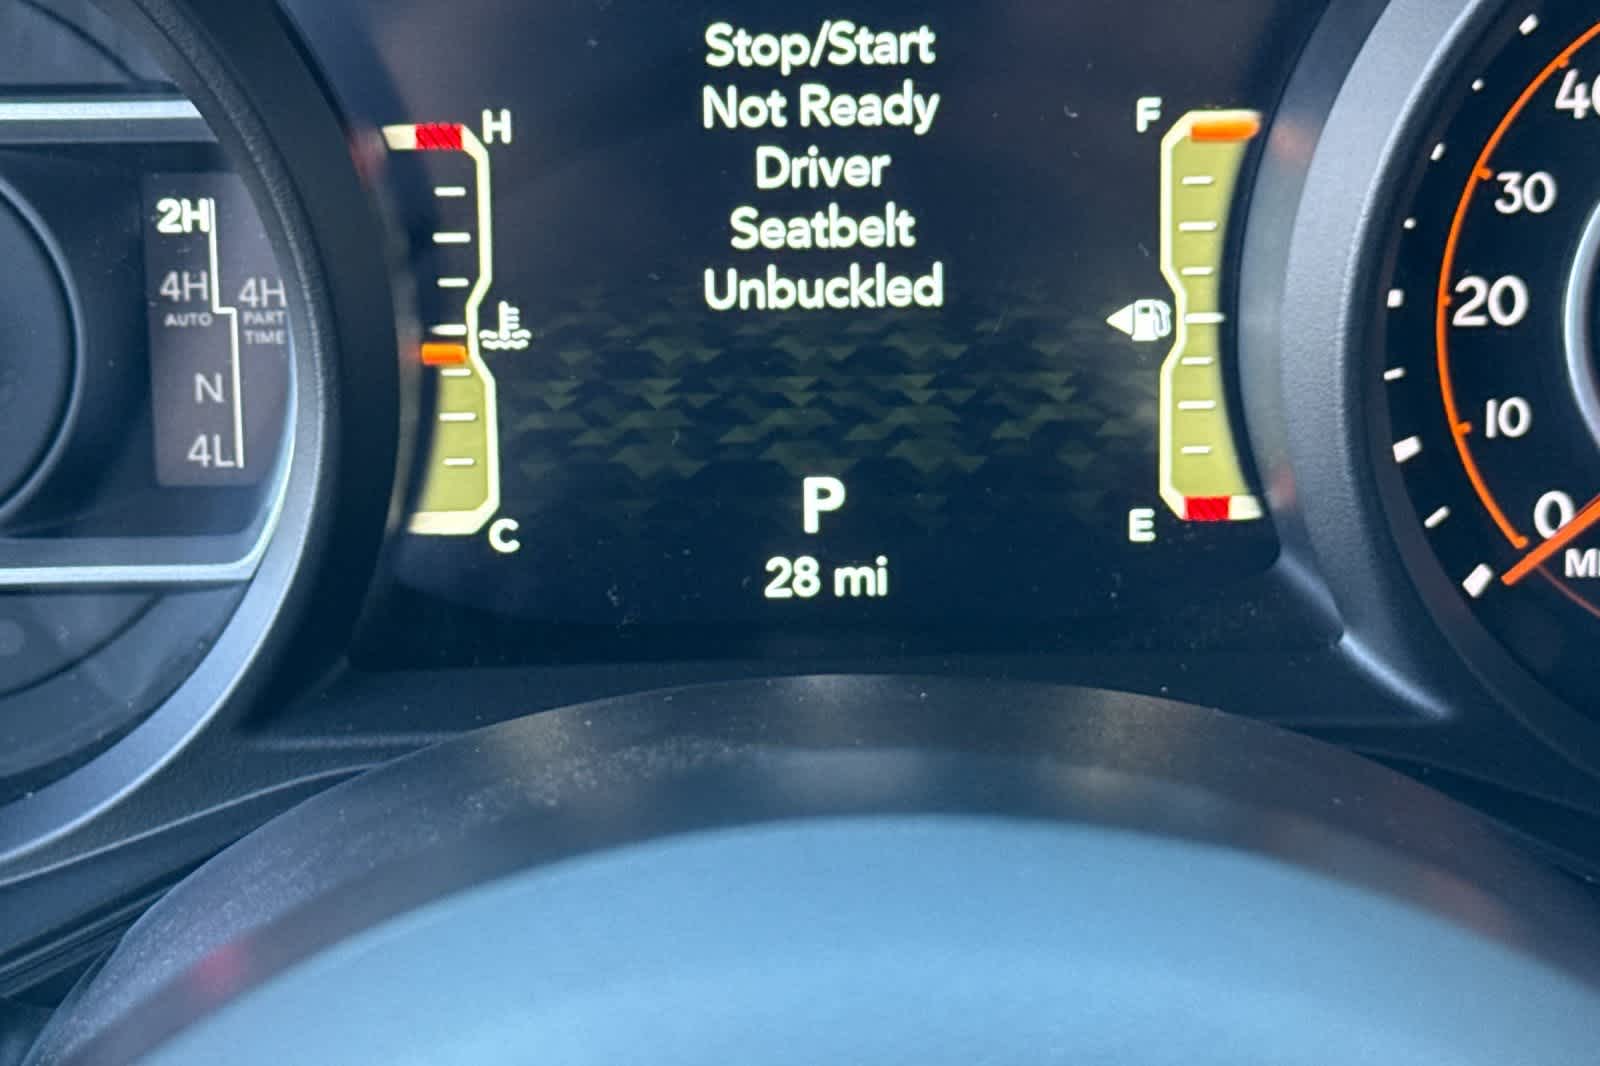 Stop/Start
Not Ready
Driver
Seatbelt
Unbuckled
H
C
F
E
P
28 mi
2H
4H
AUTO
4H
PART
TIME
N
4L
30
20
10
0